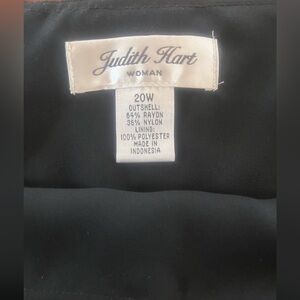 Judith Hart
WOMAN
20W
OUTSHELL:
64% RAYON
36% NYLON
LINING:
100% POLYESTER
MADE IN
INDONESIA